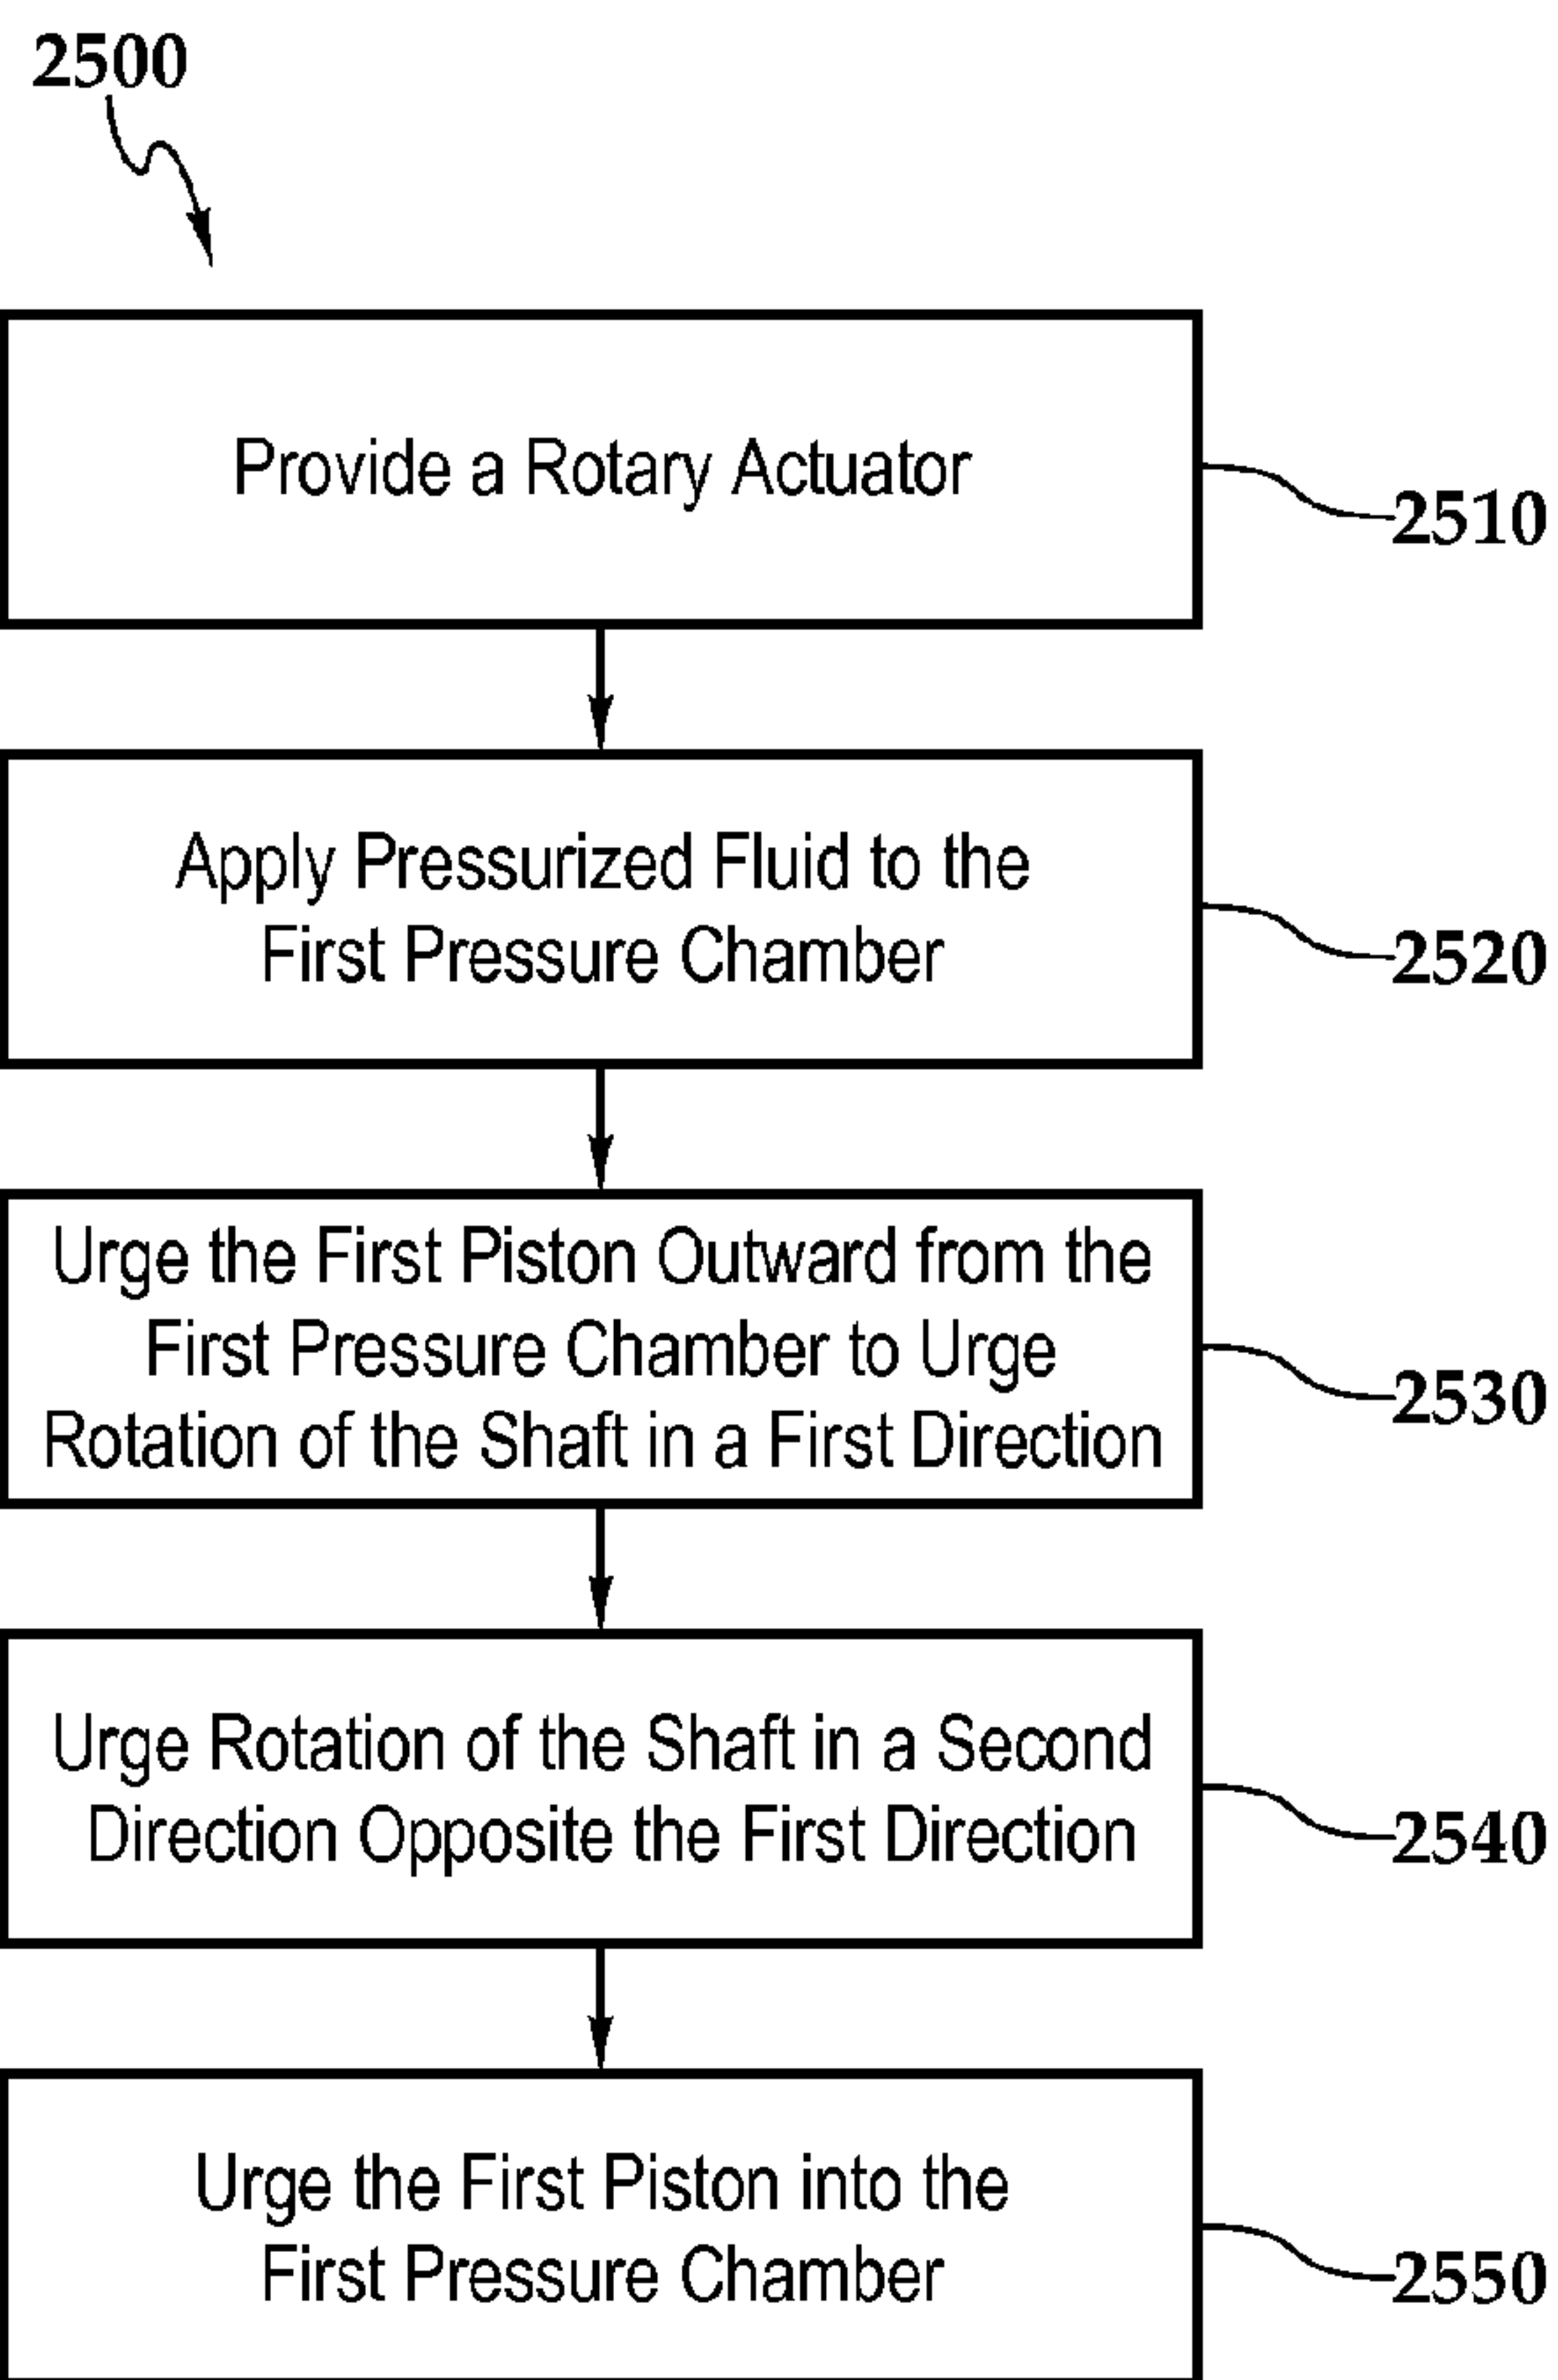 2500
Provide a Rotary Actuator
2510
Apply Pressurized Fluid to the
First Pressure Chamber
2520
Urge the First Piston Outward from the
First Pressure Chamber to Urge
Rotation of the Shaft in a First Direction
2530
Urge Rotation of the Shaft in a Second
Direction Opposite the First Direction
2540
Urge the First Piston into the
First Pressure Chamber
2550